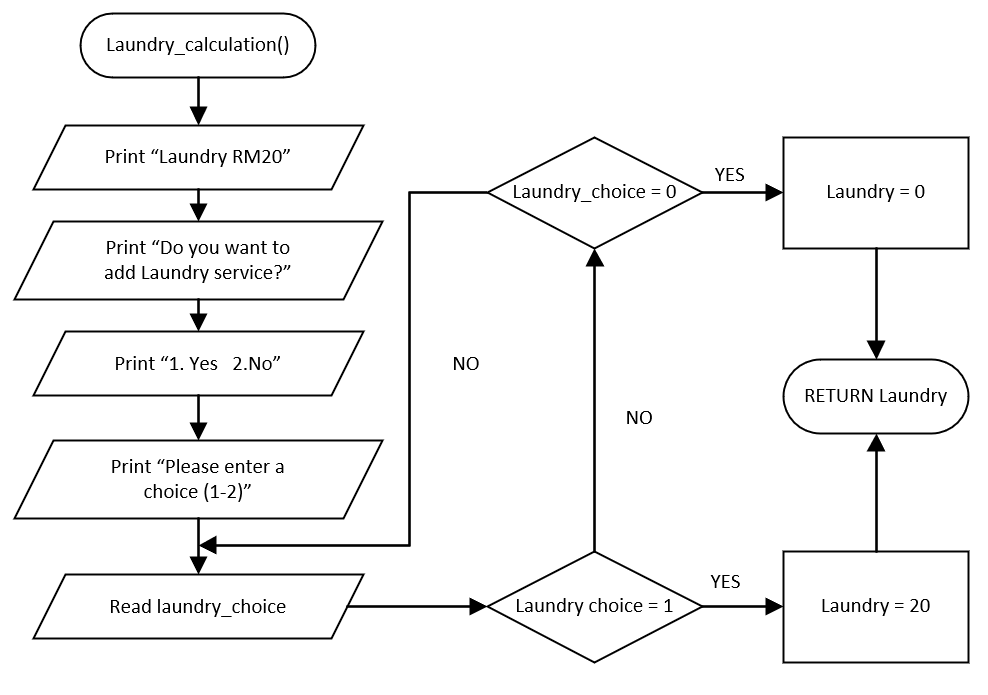 Laundry_calculation()
Print “Laundry RM20”
Print “Do you want to
add Laundry service?”
Print “1. Yes   2.No”
Print “Please enter a
choice (1-2)”
Read laundry_choice
Laundry choice = 1
YES
Laundry = 20
NO
Laundry_choice = 0
YES
Laundry = 0
NO
RETURN Laundry